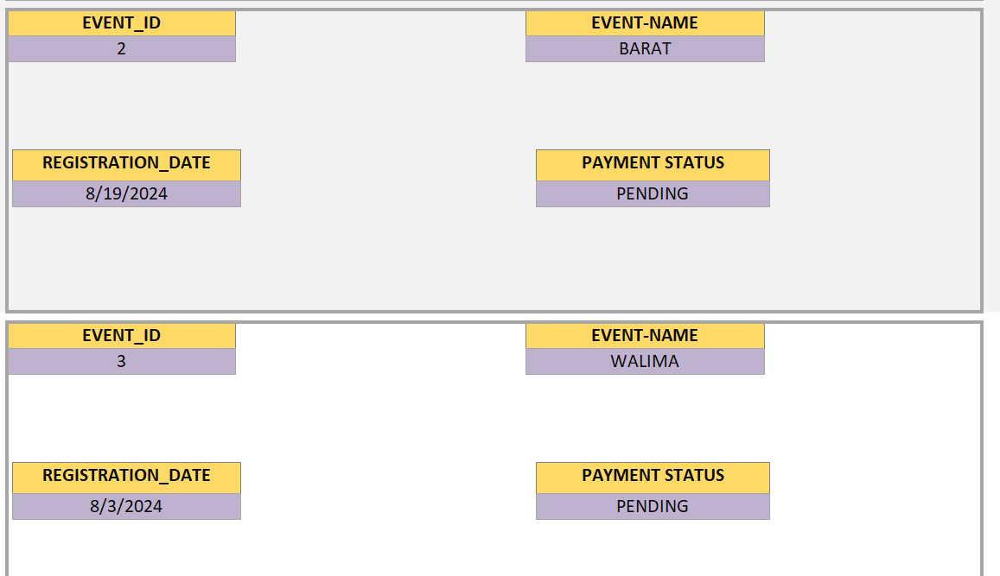 EVENT_ID EVENT-NAME
2 BARAT
REGISTRATION_DATE PAYMENT STATUS
8/19/2024 PENDING
EVENT_ID EVENT-NAME
3 WALIMA
REGISTRATION_DATE PAYMENT STATUS
8/3/2024 PENDING